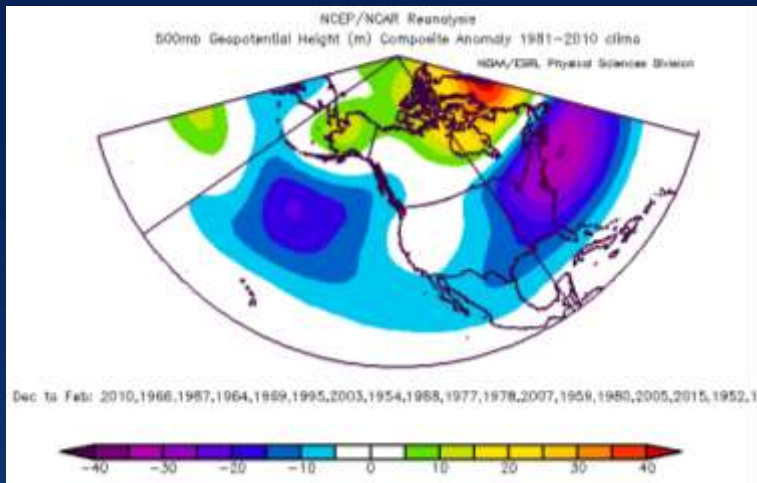 NCEP/NCAR Reanalysis
500mb Geopotential Height (m) Composite Anomaly 1981-2010 clima
NOAA/ESRL Physical Sciences Division
Dec to Feb: 2010,1966,1987,1964,1969,1995,2003,1954,1968,1977,1978,2007,1959,1980,2005,2015,1952,1
-40 -30 -20 -10 0 10 20 30 40